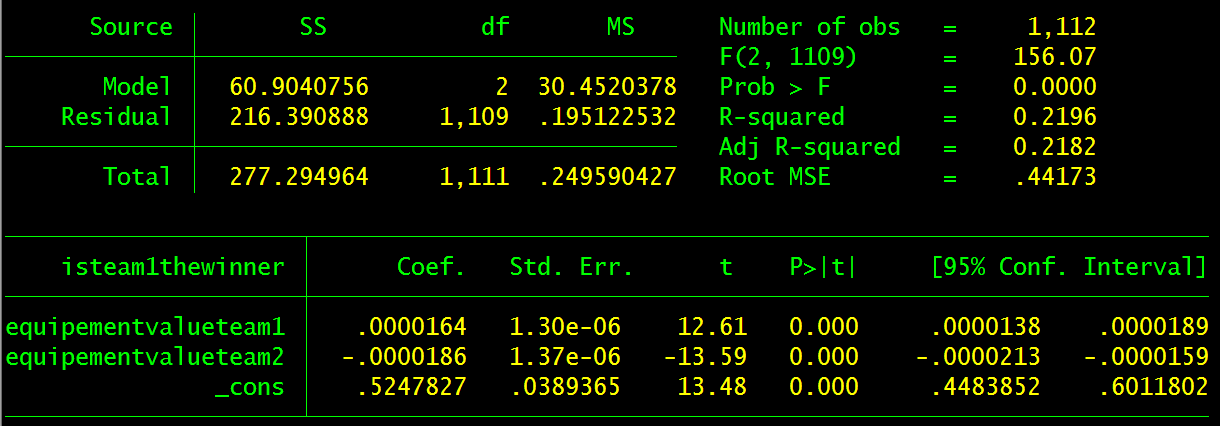 Source SS df MS Number of obs = 1,112
F(2, 1109) = 156.07
Model 60.9040756 2 30.4520378 Prob > F = 0.0000
Residual 216.390888 1,109 .195122532 R-squared = 0.2196
Adj R-squared = 0.2182
Total 277.294964 1,111 .249590427 Root MSE = .44173
isteam1thewinner Coef. Std. Err. t P>|t| [95% Conf. Interval]
equipementvalueteam1 .0000164 1.30e-06 12.61 0.000 .0000138 .0000189
equipementvalueteam2 -.0000186 1.37e-06 -13.59 0.000 -.0000213 -.0000159
_cons .5247827 .0389365 13.48 0.000 .4483852 .6011802